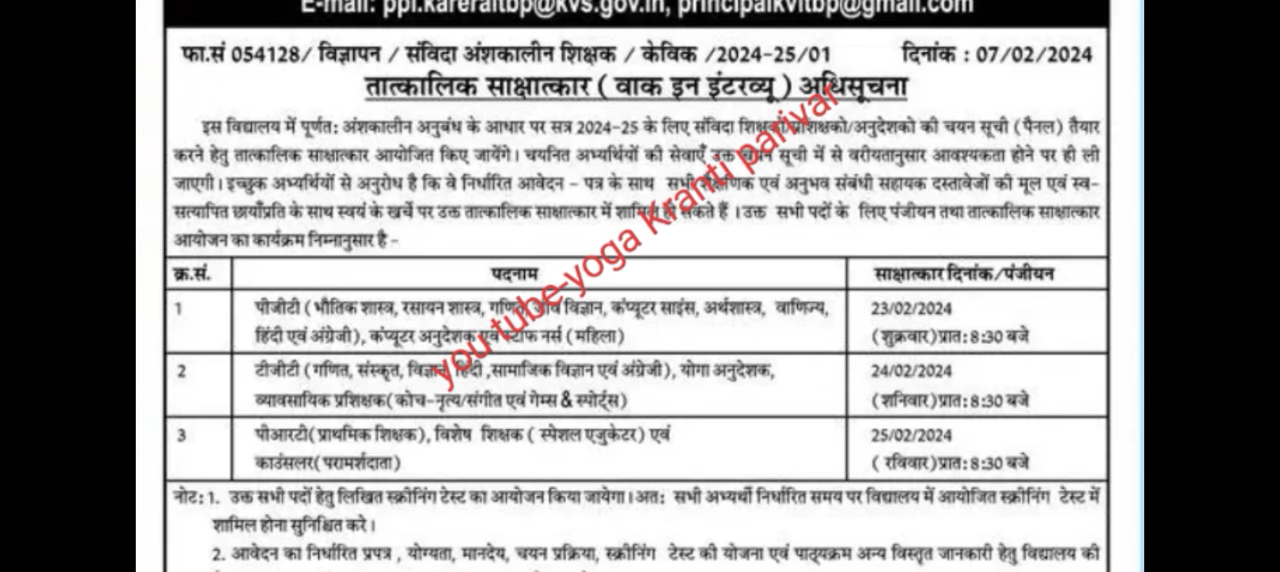 E-mail: ppl.kareraitbp@kvs.gov.in, principalkvitbp@gmail.com
फा.सं 054128/ विज्ञापन / संविदा अंशकालीन शिक्षक / केविक /2024-25/01 दिनांक : 07/02/2024
तात्कालिक साक्षात्कार ( वाक इन इंटरव्यू ) अधिसूचना
इस विद्यालय में पूर्णत: अंशकालीन अनुबंध के आधार पर सत्र 2024-25 के लिए संविदा शिक्षको/प्रशिक्षको/अनुदेशको की चयन सूची (पैनल) तैयार
करने हेतु तात्कालिक साक्षात्कार आयोजित किए जायेंगे। चयनित अभ्यर्थियों की सेवाएँ उक्त चयन सूची में से वरीयतानुसार आवश्यकता होने पर ही ली
जाएगी। इच्छुक अभ्यर्थियों से अनुरोध है कि वे निर्धारित आवेदन - पत्र के साथ सभी शैक्षणिक एवं अनुभव संबंधी सहायक दस्तावेजों की मूल एवं स्व-
सत्यापित छायाँप्रति के साथ स्वयं के खर्चे पर उक्त तात्कालिक साक्षात्कार में शामिल हो सकते हैं । उक्त सभी पदों के लिए पंजीयन तथा तात्कालिक साक्षात्कार
आयोजन का कार्यक्रम निम्नानुसार है -
क्र.सं. पदनाम साक्षात्कार दिनांक/पंजीयन
1 पीजीटी ( भौतिक शास्त्र, रसायन शास्त्र, गणित, जीव विज्ञान, कंप्यूटर साइंस, अर्थशास्त्र, वाणिज्य, 23/02/2024
हिंदी एवं अंग्रेजी), कंप्यूटर अनुदेशक एवं स्टॉफ नर्स ( महिला) (शुक्रवार)प्रात:8:30 बजे
2 टीजीटी (गणित, संस्कृत, विज्ञान, हिंदी ,सामाजिक विज्ञान एवं अंग्रेजी), योगा अनुदेशक, 24/02/2024
व्यावसायिक प्रशिक्षक(कोच-नृत्य/संगीत एवं गेम्स & स्पोर्ट्स) (शनिवार)प्रात:8:30 बजे
3 पीआरटी(प्राथमिक शिक्षक), विशेष शिक्षक ( स्पेशल एजुकेटर) एवं 25/02/2024
काउंसलर(परामर्शदाता) ( रविवार)प्रात:8:30 बजे
नोट: 1. उक्त सभी पदों हेतु लिखित स्क्रीनिंग टेस्ट का आयोजन किया जायेगा। अत: सभी अभ्यर्थी निर्धारित समय पर विद्यालय में आयोजित स्क्रीनिंग टेस्ट में
शामिल होना सुनिश्चित करे।
2. आवेदन का निर्धारित प्रपत्र , योग्यता, मानदेय, चयन प्रक्रिया, स्क्रीनिंग टेस्ट की योजना एवं पाठ्यक्रम अन्य विस्तृत जानकारी हेतु विद्यालय की
you tube-yoga Kranti parivar